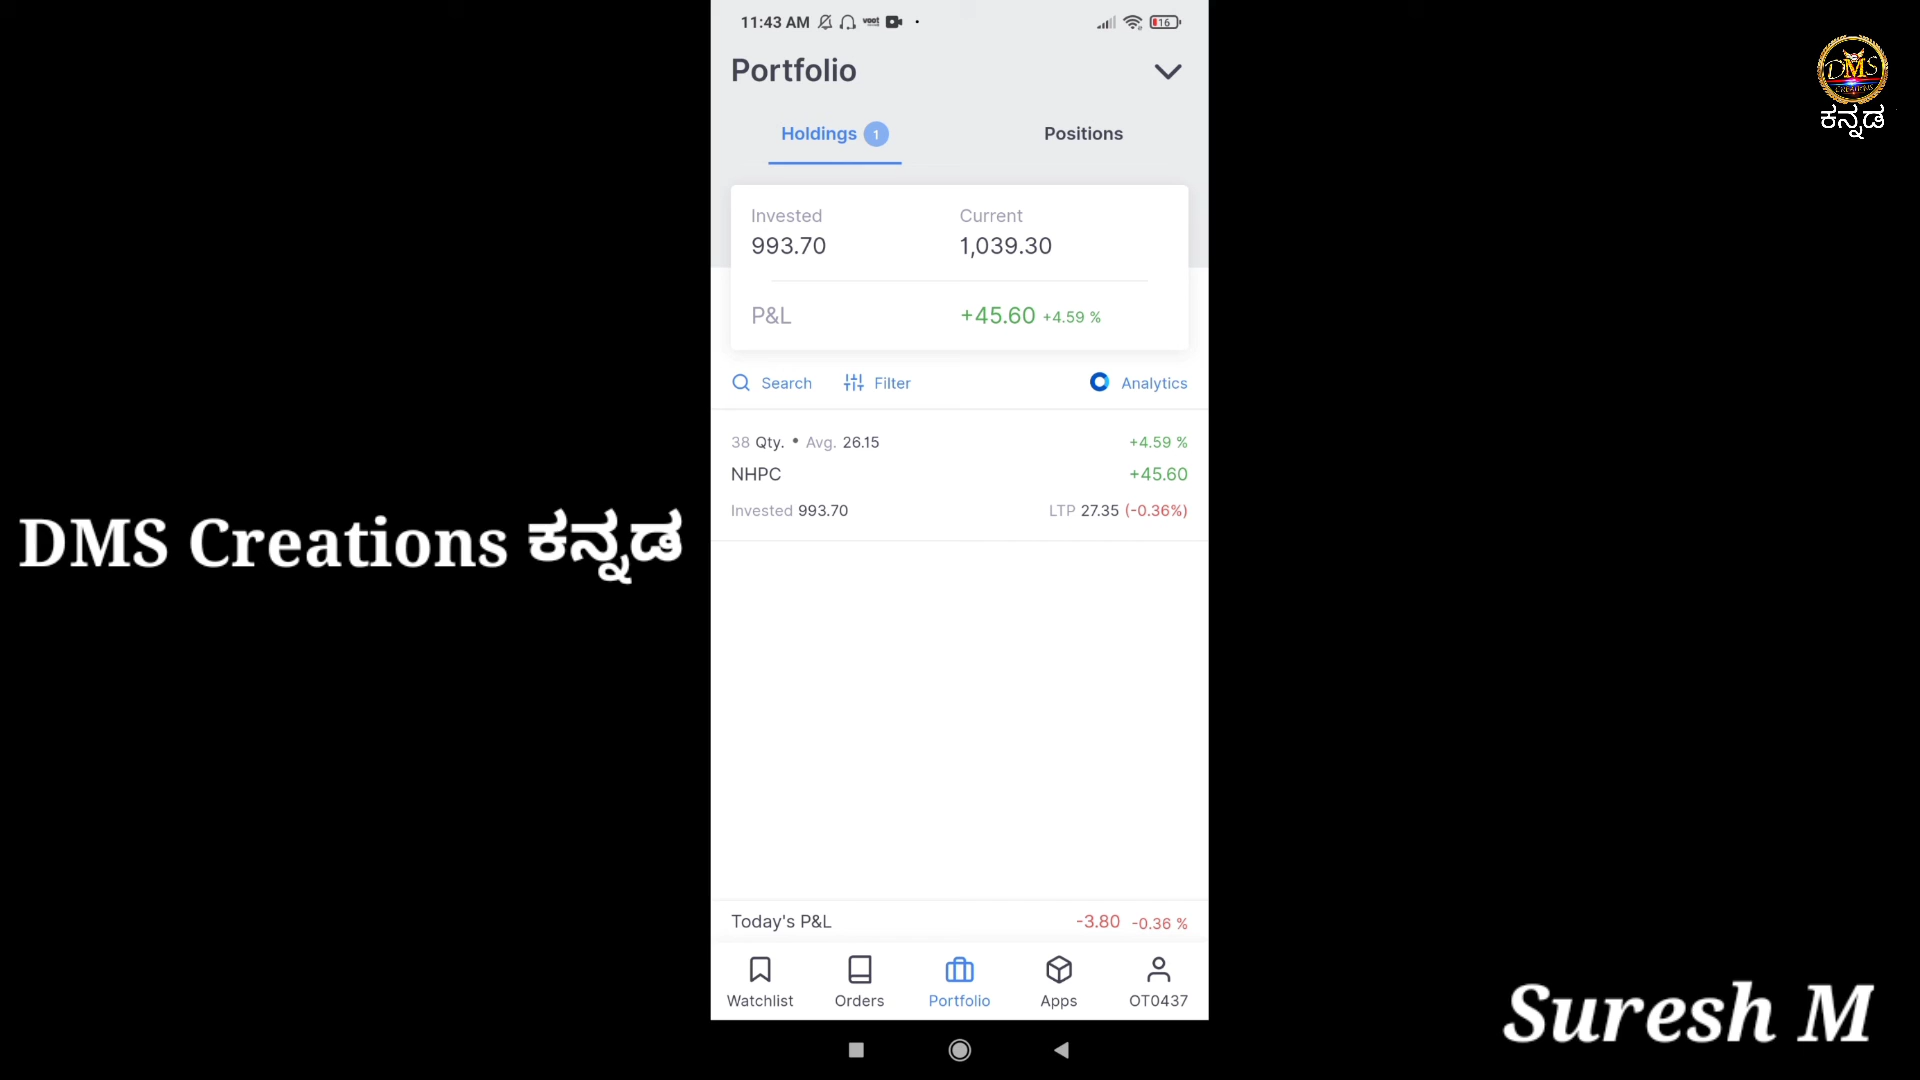 11:43 AM
voot
16
Portfolio
Holdings 1
Positions
Invested
Current
993.70
1,039.30
P&L
+45.60 +4.59 %
Search
Filter
Analytics
38 Qty. • Avg. 26.15
+4.59 %
NHPC
+45.60
Invested 993.70
LTP 27.35 (-0.36%)
Today's P&L
-3.80 -0.36 %
Watchlist
Orders
Portfolio
Apps
OT0437
DMS Creations ಕನ್ನಡ
DMS
CREATIONS
ಕನ್ನಡ
Suresh M